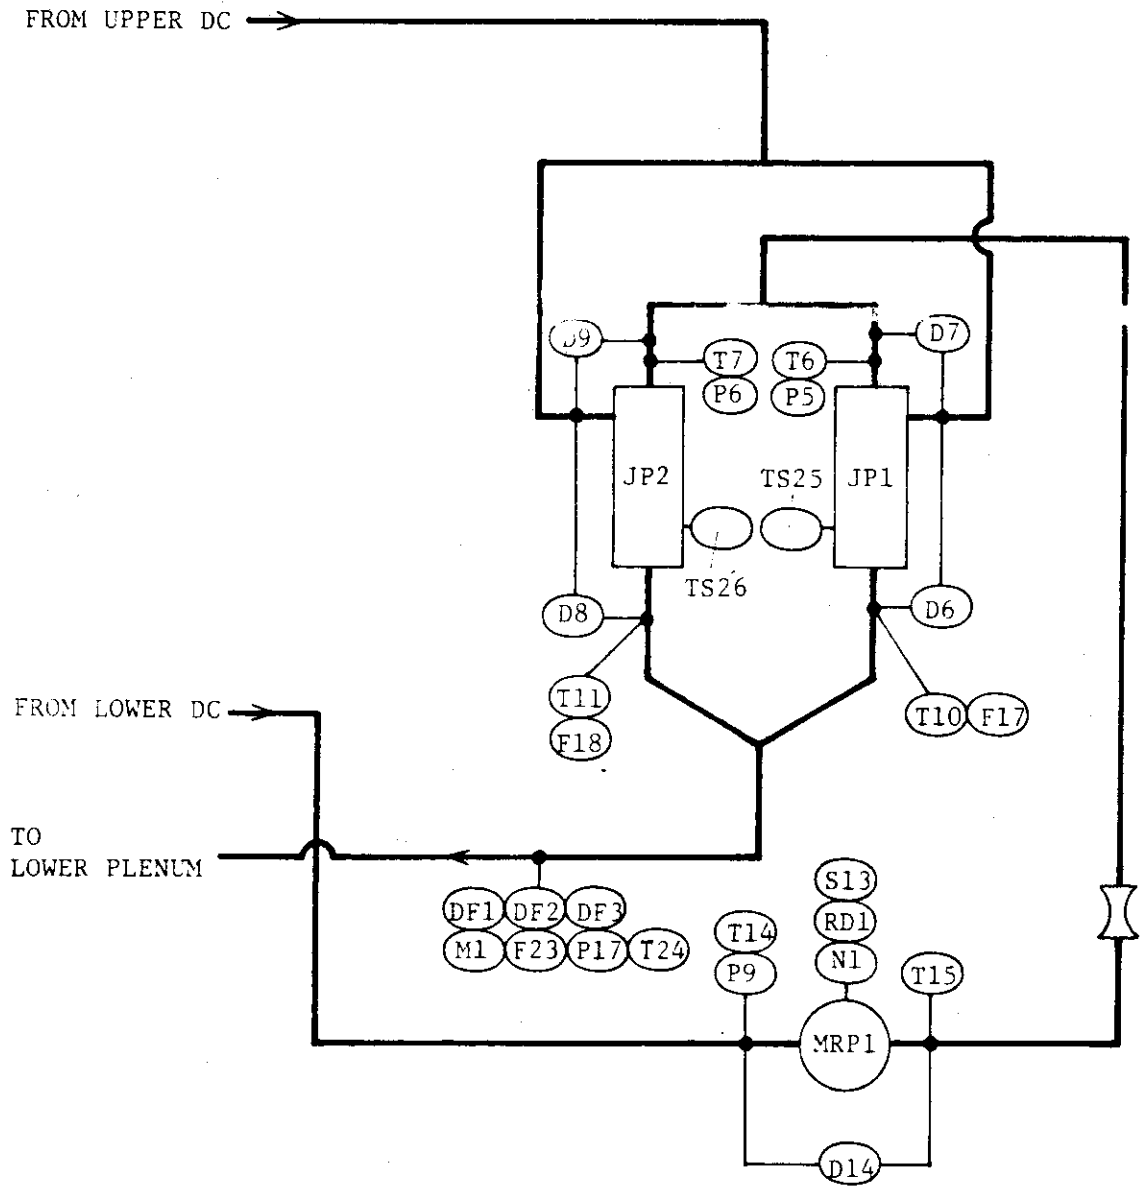 FROM UPPER DC
D9
D7
T7
T6
P6
P5
JP2
TS25
JP1
TS26
D8
D6
T11
F18
T10
F17
FROM LOWER DC
TO
LOWER PLENUM
S13
DF1
DF2
DF3
RD1
T14
M1
F23
P17
T24
N1
P9
T15
MRP1
D14